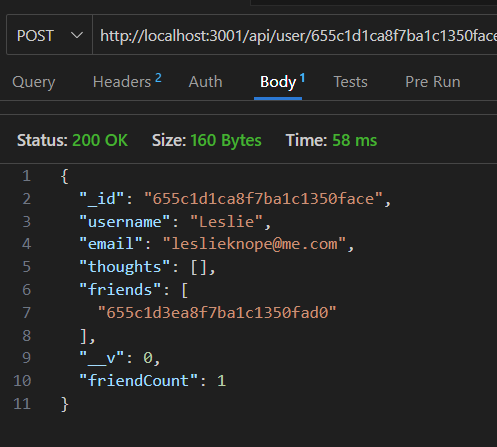 POST http://localhost:3001/api/user/655c1d1ca8f7ba1c1350face
Query Headers 2 Auth Body 1 Tests Pre Run
Status: 200 OK Size: 160 Bytes Time: 58 ms
1 {
2 "_id": "655c1d1ca8f7ba1c1350face",
3 "username": "Leslie",
4 "email": "leslieknope@me.com",
5 "thoughts": [],
6 "friends": [
7 "655c1d3ea8f7ba1c1350fad0"
8 ],
9 "__v": 0,
10 "friendCount": 1
11 }